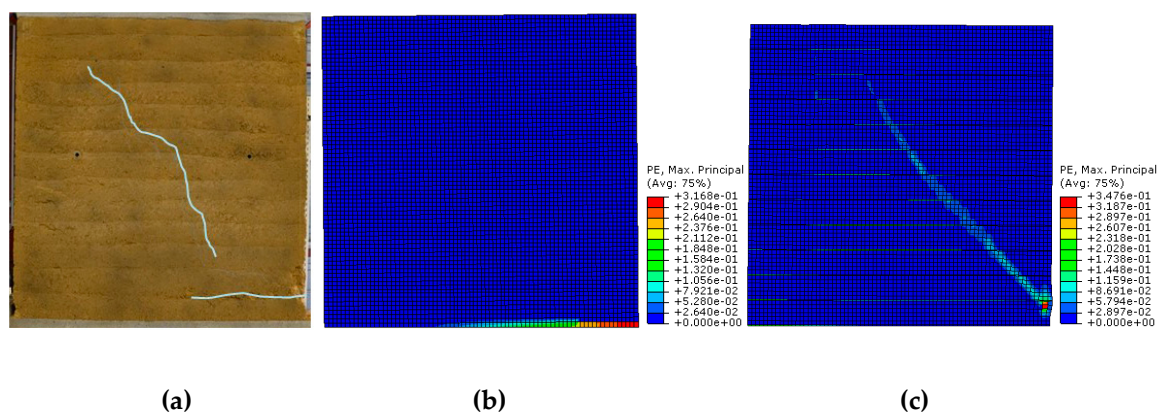 PE, Max. Principal
(Avg: 75%)
+3.168e-01
+2.904e-01
+2.640e-01
+2.376e-01
+2.112e-01
+1.848e-01
+1.584e-01
+1.320e-01
+1.056e-01
+7.921e-02
+5.280e-02
+2.640e-02
+0.000e+00
PE, Max. Principal
(Avg: 75%)
+3.476e-01
+3.187e-01
+2.897e-01
+2.607e-01
+2.318e-01
+2.028e-01
+1.738e-01
+1.448e-01
+1.159e-01
+8.691e-02
+5.794e-02
+2.897e-02
+0.000e+00
(a)
(b)
(c)